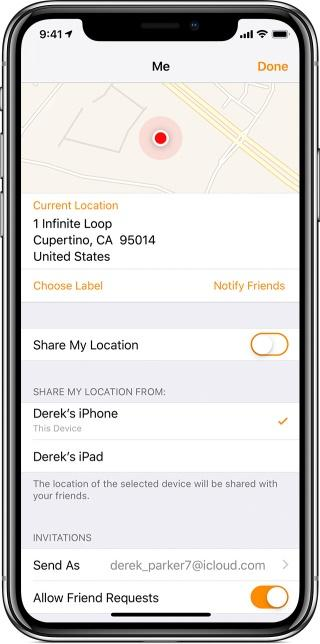 9:41
Me
Done
Current Location
1 Infinite Loop
Cupertino, CA  95014
United States
Choose Label
Notify Friends
Share My Location
SHARE MY LOCATION FROM:
Derek's iPhone
This Device
Derek's iPad
The location of the selected device will be shared with
your friends.
INVITATIONS
Send As
derek_parker7@icloud.com
Allow Friend Requests